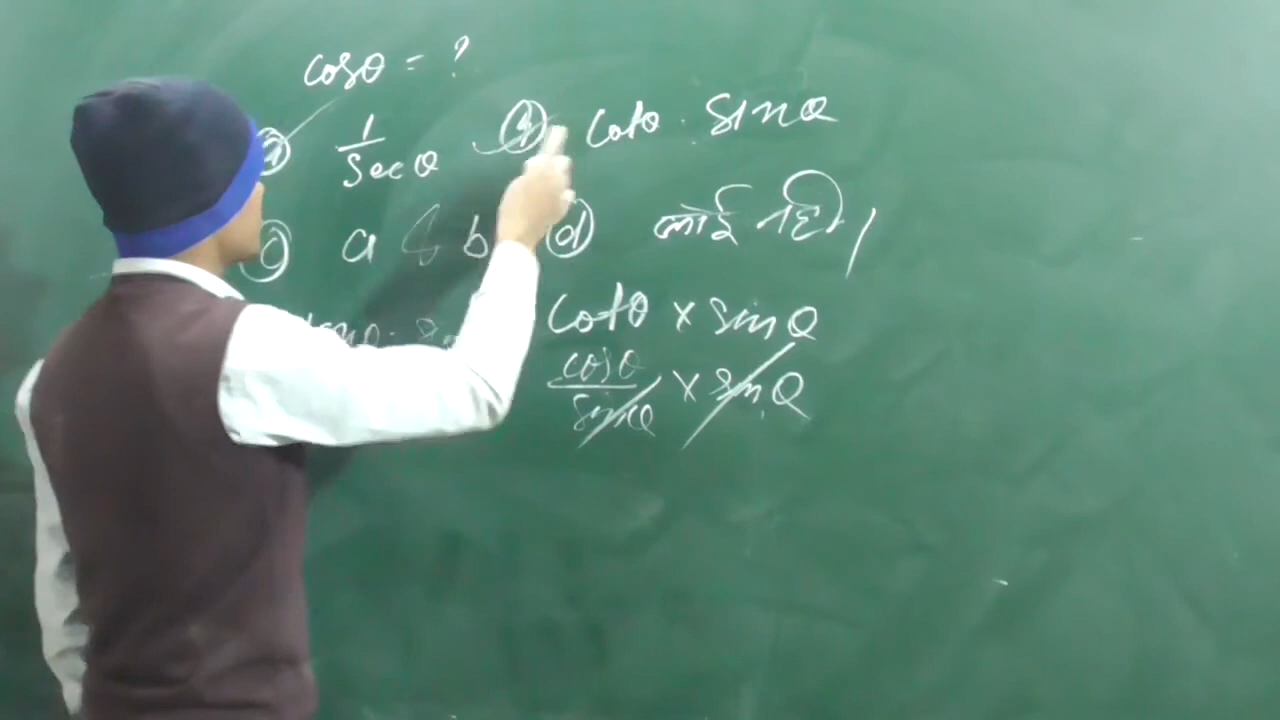 cosθ = ?
(a) 1/secθ (b) cotθ . sinθ
(c) a & b (d) कोई नहीं।
cotθ × sinθ
cosθ/sinθ × sinθ